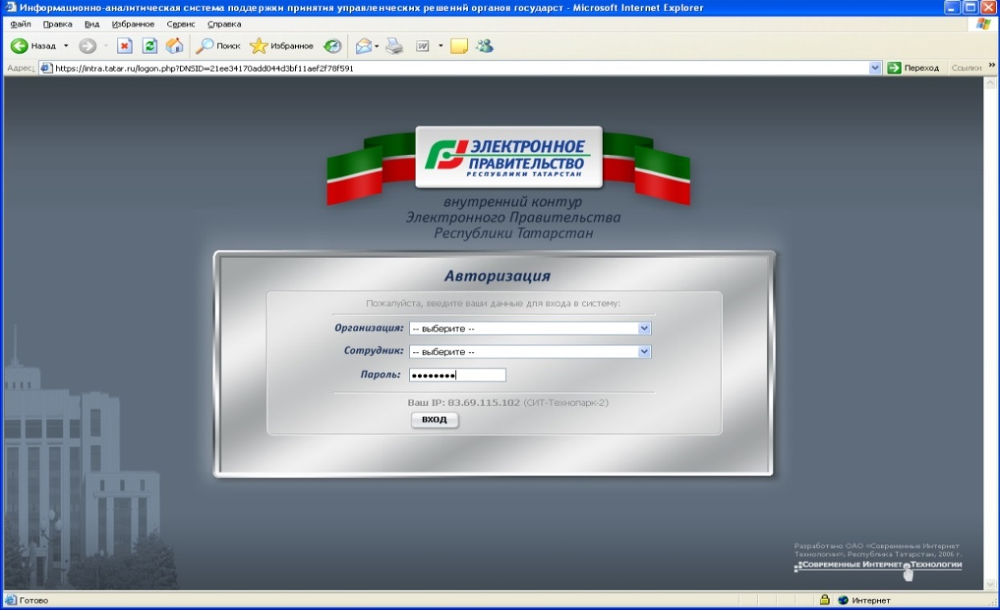 Информационно-аналитическая система поддержки принятия управленческих решений органов государст - Microsoft Internet Explorer
Файл Правка Вид Избранное Сервис Справка
Назад Поиск Избранное
Адрес: https://intra.tatar.ru/logon.php?DNSID=21ee34170add044d3bf11aef2f78f591 Переход Ссылки »
ЭЛЕКТРОННОЕ
ПРАВИТЕЛЬСТВО
РЕСПУБЛИКИ ТАТАРСТАН
внутренний контур
Электронного Правительства
Республики Татарстан
Авторизация
Пожалуйста, введите ваши данные для входа в систему:
Организация: -- выберите --
Сотрудник: -- выберите --
Пароль: ●●●●●●●●
Ваш IP: 83.69.115.102 (СИТ-Технопарк-2)
ВХОД
Разработано ОАО «Современные Интернет
Технологии», Республика Татарстан, 2006 г.
СОВРЕМЕННЫЕ ИНТЕРНЕТ ТЕХНОЛОГИИ
Готово Интернет